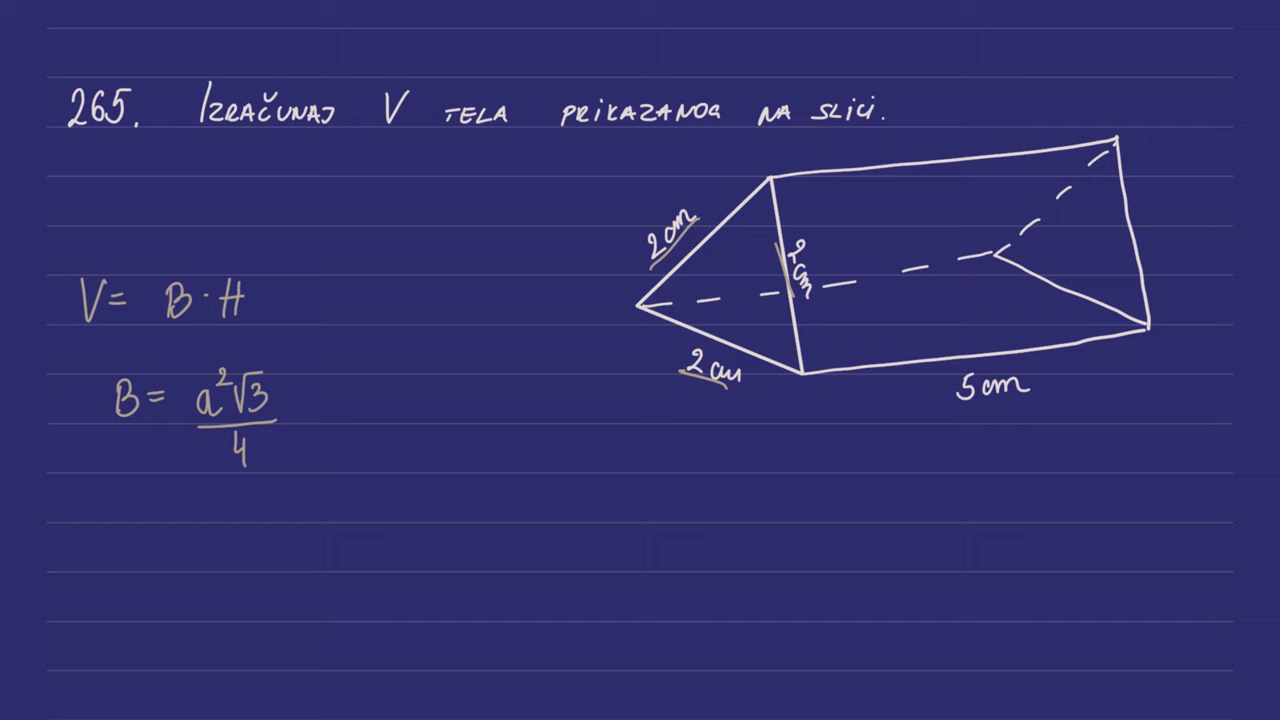 265. IZRAČUNAJ V TELA PRIKAZANOG NA SLICI.
2cm
2cm
V = B · H
2cm
5cm
B = a²√3
4